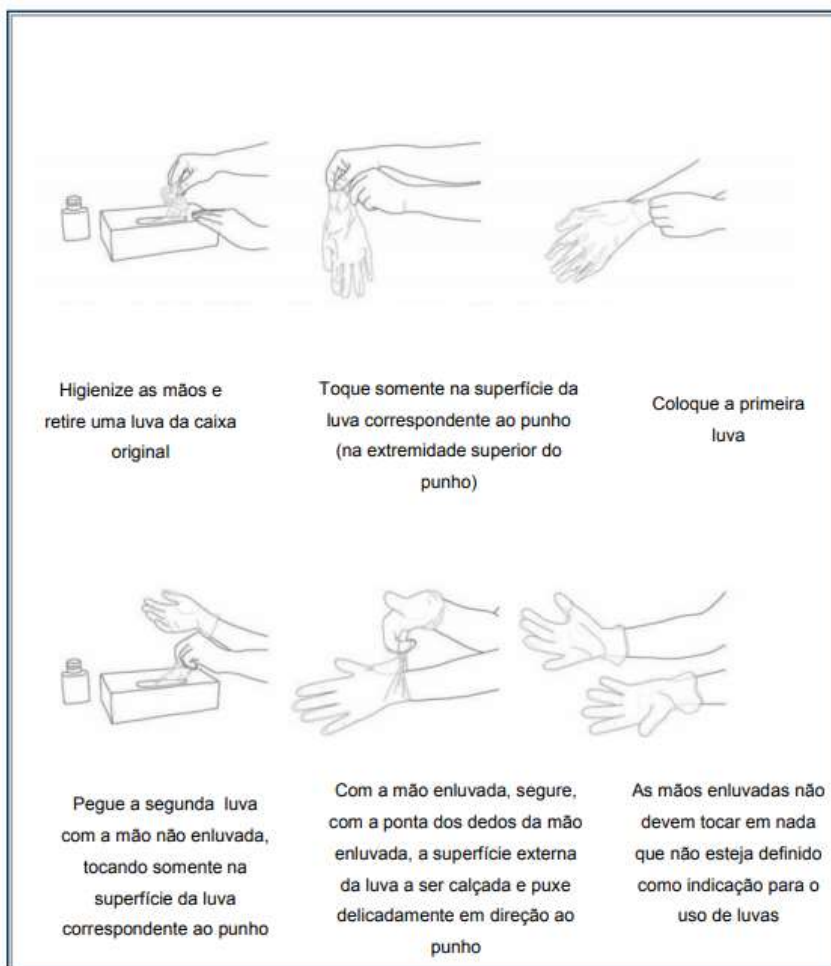 Higienize as mãos e
retire uma luva da caixa
original
Toque somente na superfície da
luva correspondente ao punho
(na extremidade superior do
punho)
Coloque a primeira
luva
Pegue a segunda luva
com a mão não enluvada,
tocando somente na
superfície da luva
correspondente ao punho
Com a mão enluvada, segure,
com a ponta dos dedos da mão
enluvada, a superfície externa
da luva a ser calçada e puxe
delicadamente em direção ao
punho
As mãos enluvadas não
devem tocar em nada
que não esteja definido
como indicação para o
uso de luvas